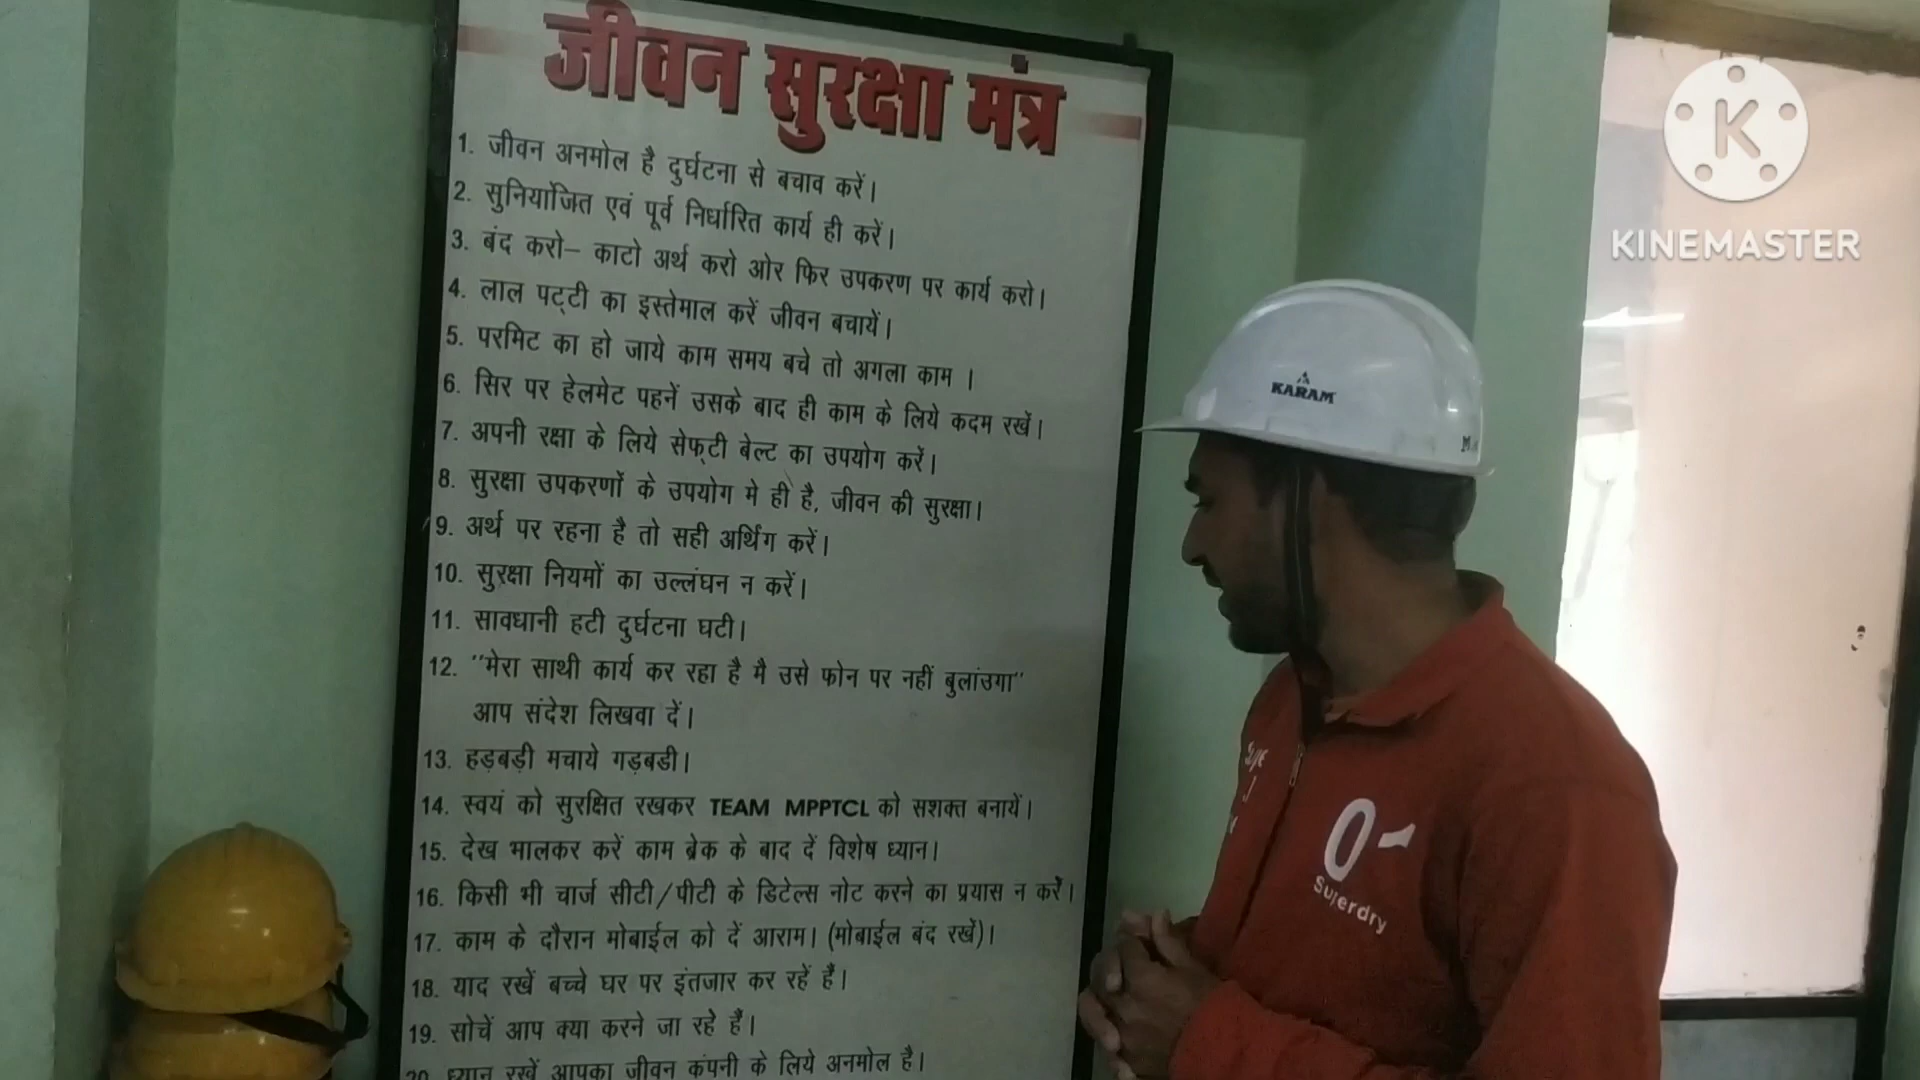 जीवन सुरक्षा मंत्र
1. जीवन अनमोल है दुर्घटना से बचाव करें।
2. सुनियोजित एवं पूर्व निर्धारित कार्य ही करें।
3. बंद करो– काटो अर्थ करो ओर फिर उपकरण पर कार्य करो।
4. लाल पट्टी का इस्तेमाल करें जीवन बचायें।
5. परमिट का हो जाये काम समय बचे तो अगला काम ।
6. सिर पर हेलमेट पहनें उसके बाद ही काम के लिये कदम रखें।
7. अपनी रक्षा के लिये सेफ्टी बेल्ट का उपयोग करें।
8. सुरक्षा उपकरणों के उपयोग मे ही है, जीवन की सुरक्षा।
9. अर्थ पर रहना है तो सही अर्थिंग करें।
10. सुरक्षा नियमों का उल्लंघन न करें।
11. सावधानी हटी दुर्घटना घटी।
12. "मेरा साथी कार्य कर रहा है मै उसे फोन पर नहीं बुलांउगा"
आप संदेश लिखवा दें।
13. हड़बड़ी मचाये गड़बडी।
14. स्वयं को सुरक्षित रखकर TEAM MPPTCL को सशक्त बनायें।
15. देख भालकर करें काम ब्रेक के बाद दें विशेष ध्यान।
16. किसी भी चार्ज सीटी/पीटी के डिटेल्स नोट करने का प्रयास न करें।
17. काम के दौरान मोबाईल को दें आराम। (मोबाईल बंद रखें)।
18. याद रखें बच्चे घर पर इंतजार कर रहें हैं।
19. सोचें आप क्या करने जा रहे हैं।
20. ध्यान रखें आपका जीवन कंपनी के लिये अनमोल है।
KARAM
Superdry
K
KINEMASTER